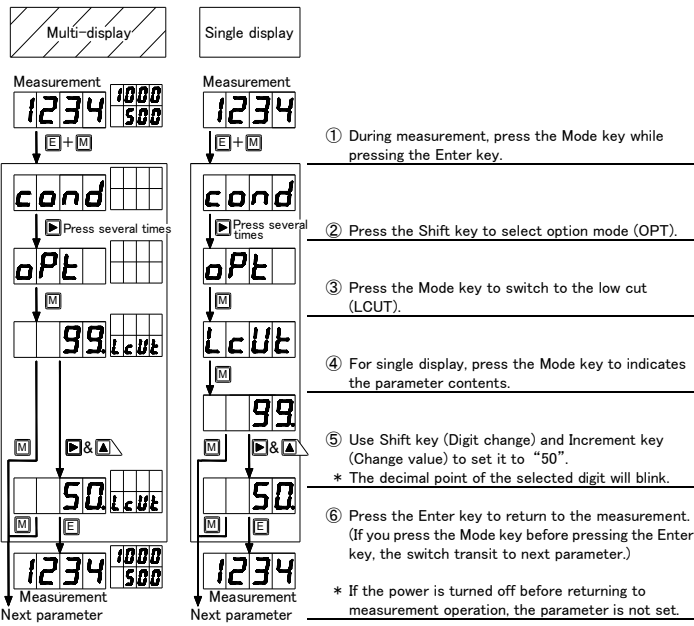 Multi-display
Single display
Measurement
Measurement
1234
1000
500
1234
E+M
E+M
① During measurement, press the Mode key while
pressing the Enter key.
cond
cond
Press several times
Press several
times
② Press the Shift key to select option mode (OPT).
oPt
oPt
M
M
③ Press the Mode key to switch to the low cut
(LCUT).
99.
LcUt
LcUt
M
④ For single display, press the Mode key to indicates
the parameter contents.
99.
M
&
M
&
⑤ Use Shift key (Digit change) and Increment key
(Change value) to set it to “50”.
* The decimal point of the selected digit will blink.
50.
LcUt
50.
M
E
M
E
⑥ Press the Enter key to return to the measurement.
(If you press the Mode key before pressing the Enter
key, the switch transit to next parameter.)
1234
1000
500
1234
Measurement
Measurement
* If the power is turned off before returning to
measurement operation, the parameter is not set.
Next parameter
Next parameter